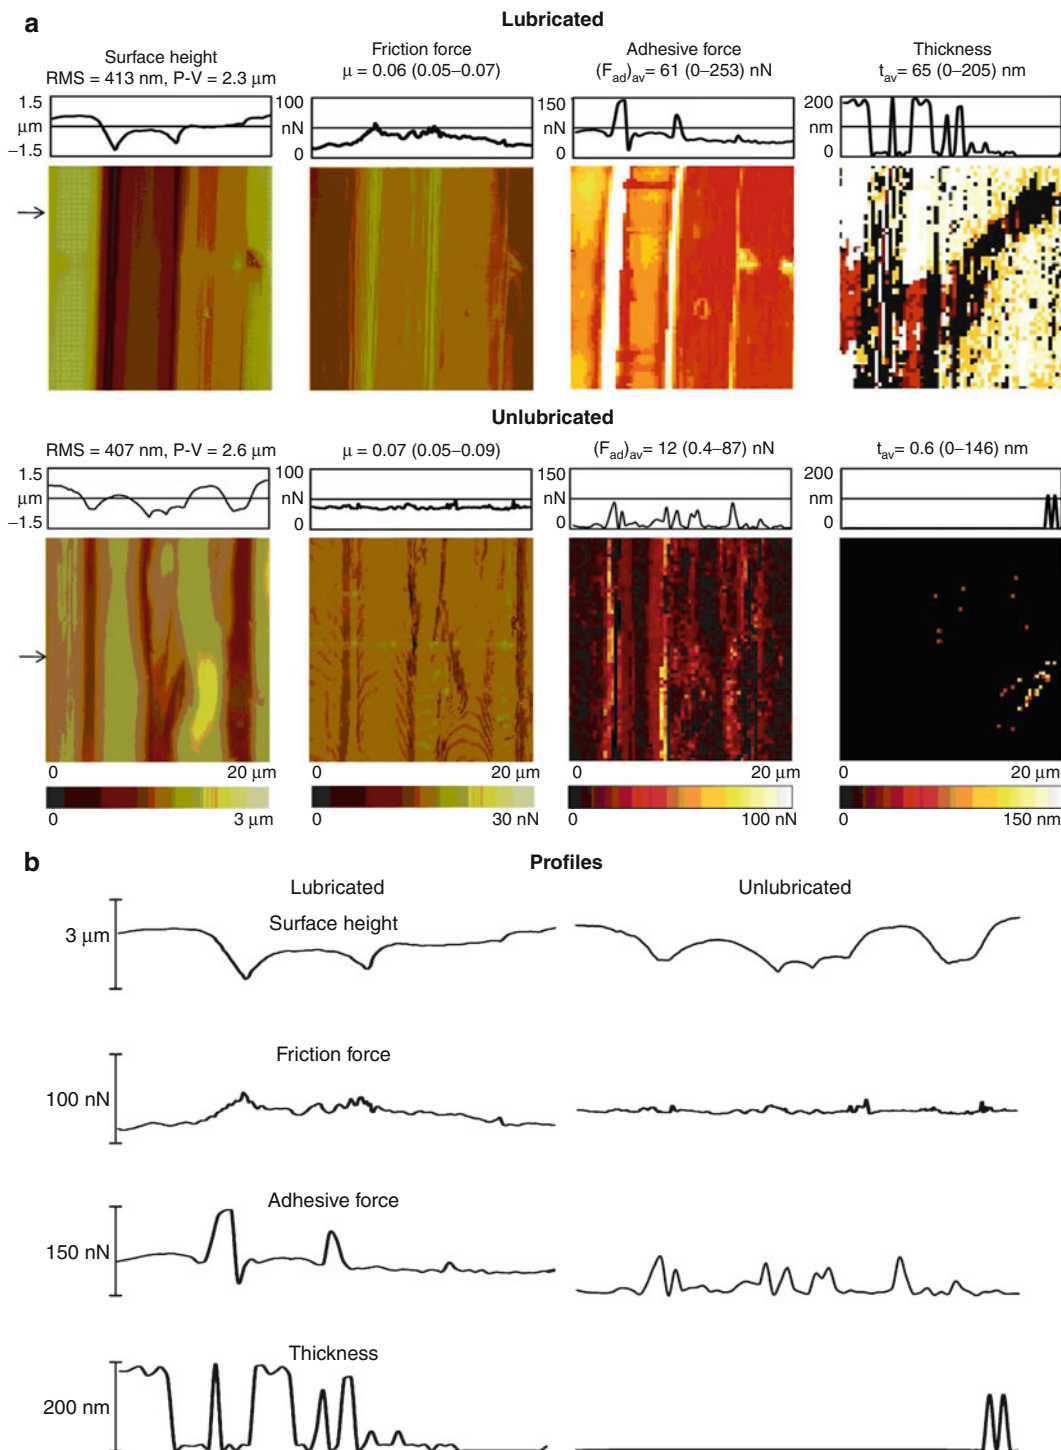 a
Lubricated
Surface height
RMS = 413 nm, P-V = 2.3 μm
Friction force
μ = 0.06 (0.05–0.07)
Adhesive force
(Fad)av= 61 (0–253) nN
Thickness
tav= 65 (0–205) nm
1.5
μm
−1.5
100
nN
0
150
nN
0
200
nm
0
Unlubricated
RMS = 407 nm, P-V = 2.6 μm
μ = 0.07 (0.05–0.09)
(Fad)av= 12 (0.4–87) nN
tav= 0.6 (0–146) nm
1.5
μm
−1.5
100
nN
0
150
nN
0
200
nm
0
0 20 μm
0 20 μm
0 20 μm
0 20 μm
0 3 μm
0 30 nN
0 100 nN
0 150 nm
b
Profiles
Lubricated
Unlubricated
Surface height
3 μm
Friction force
100 nN
Adhesive force
150 nN
Thickness
200 nm